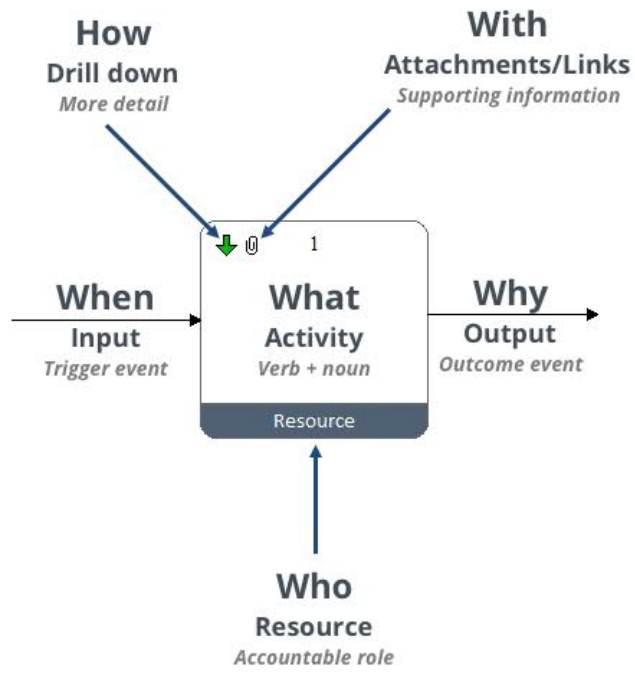 How
Drill down
More detail
With
Attachments/Links
Supporting information
1
When
Input
Trigger event
What
Activity
Verb + noun
Why
Output
Outcome event
Resource
Who
Resource
Accountable role